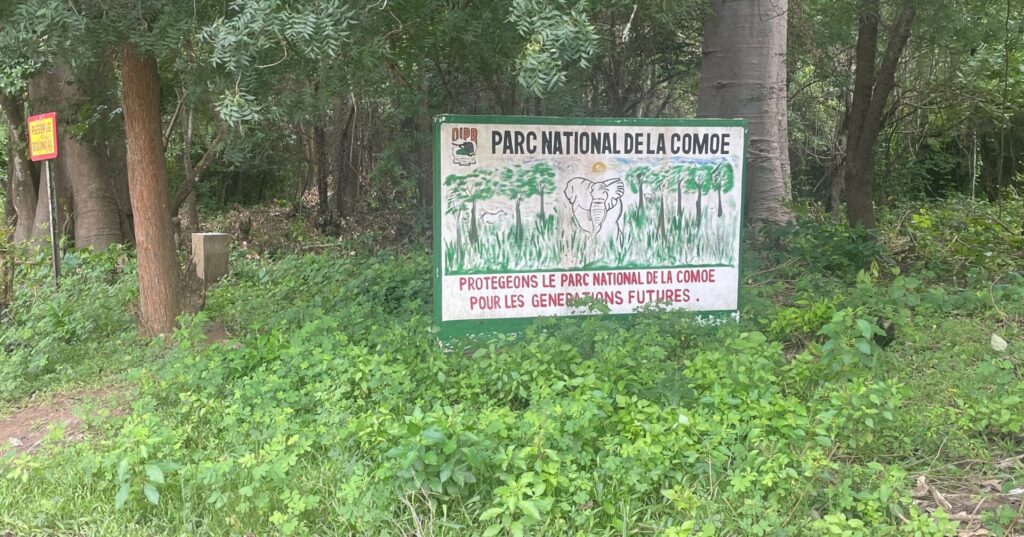 OIPR
PARC NATIONAL DE LA COMOE
PROTEGEONS LE PARC NATIONAL DE LA COMOE
POUR LES GENERATIONS FUTURES .